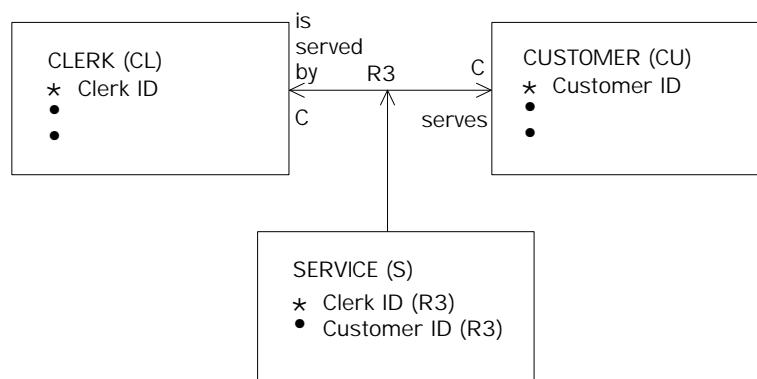 CLERK (CL)
* Clerk ID
•
•
is
served
by
R3
C
C
serves
CUSTOMER (CU)
* Customer ID
•
•
SERVICE (S)
* Clerk ID (R3)
• Customer ID (R3)